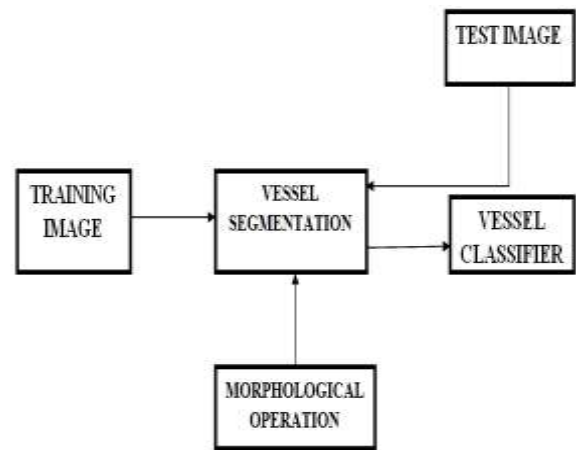 TEST IMAGE
TRAINING
IMAGE
VESSEL
SEGMENTATION
VESSEL
CLASSIFIER
MORPHOLOGICAL
OPERATION